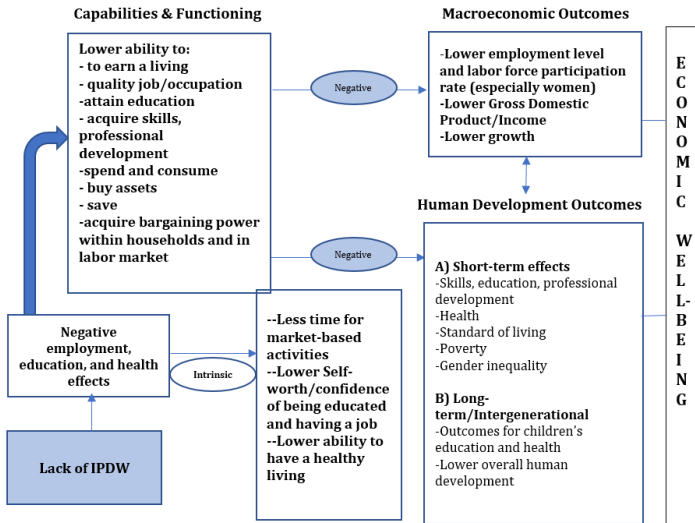 Capabilities & Functioning
Lower ability to:
- to earn a living
- quality job/occupation
-attain education
- acquire skills,
professional
development
-spend and consume
- buy assets
- save
-acquire bargaining power
within households and in
labor market
Negative
Negative
Macroeconomic Outcomes
-Lower employment level
and labor force participation
rate (especially women)
-Lower Gross Domestic
Product/Income
-Lower growth
Human Development Outcomes
A) Short-term effects
-Skills, education, professional
development
-Health
-Standard of living
-Poverty
-Gender inequality
B) Long-
term/Intergenerational
-Outcomes for children's
education and health
-Lower overall human
development
ECONOMIC WELL-BEING
Negative
employment,
education, and health
effects
Intrinsic
--Less time for
market-based
activities
--Lower Self-
worth/confidence
of being educated
and having a job
--Lower ability to
have a healthy
living
Lack of IPDW